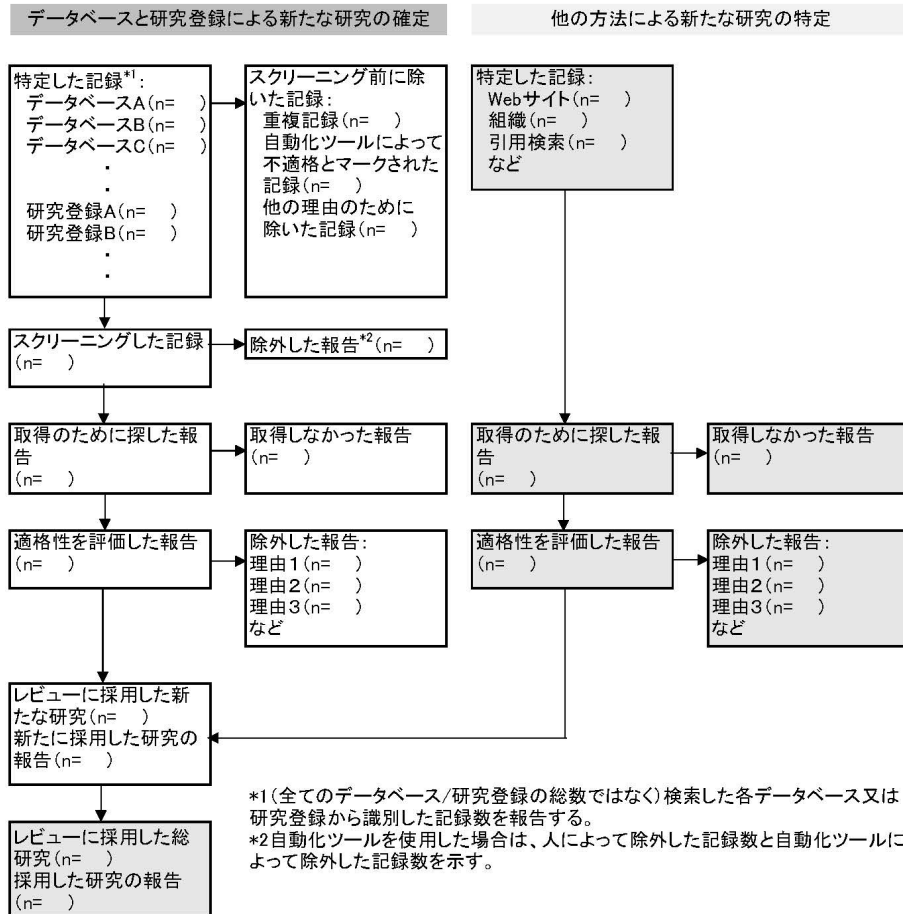 データベースと研究登録による新たな研究の確定
他の方法による新たな研究の特定
特定した記録*1:
データベースA(n=　)
データベースB(n=　)
データベースC(n=　)
・
・
研究登録A(n=　)
研究登録B(n=　)
・
・
スクリーニング前に除
いた記録:
重複記録(n=　)
自動化ツールによって
不適格とマークされた
記録(n=　)
他の理由のために
除いた記録(n=　)
特定した記録:
Webサイト(n=　)
組織(n=　)
引用検索(n=　)
など
スクリーニングした記録
(n=　)
除外した報告*2(n=　)
取得のために探した報
告
(n=　)
取得しなかった報告
(n=　)
取得のために探した報
告
(n=　)
取得しなかった報告
(n=　)
適格性を評価した報告
(n=　)
除外した報告:
理由1(n=　)
理由2(n=　)
理由3(n=　)
など
適格性を評価した報告
(n=　)
除外した報告:
理由1(n=　)
理由2(n=　)
理由3(n=　)
など
レビューに採用した新
たな研究(n=　)
新たに採用した研究の
報告(n=　)
レビューに採用した総
研究(n=　)
採用した研究の報告
(n=　)
*1(全てのデータベース/研究登録の総数ではなく)検索した各データベース又は
研究登録から識別した記録数を報告する。
*2自動化ツールを使用した場合は、人によって除外した記録数と自動化ツールに
よって除外した記録数を示す。